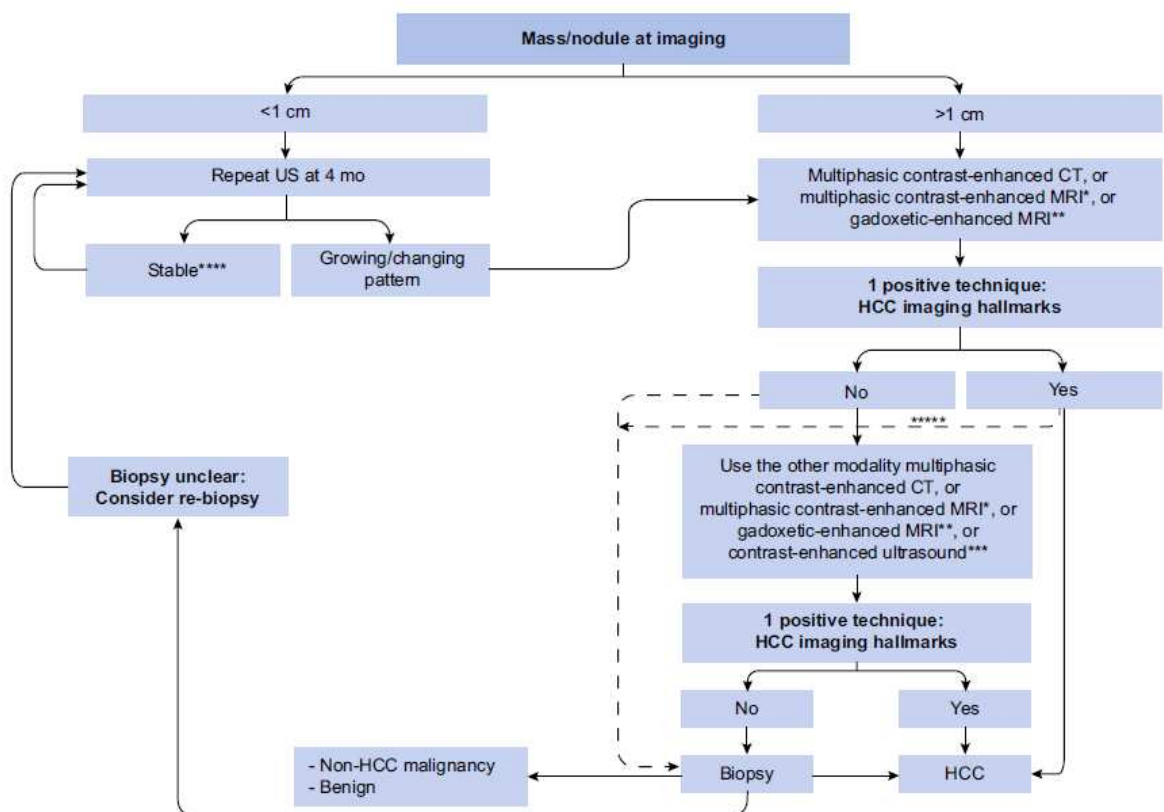 Mass/nodule at imaging
<1 cm
>1 cm
Repeat US at 4 mo
Multiphasic contrast-enhanced CT, or
multiphasic contrast-enhanced MRI*, or
gadoxetic-enhanced MRI**
Stable****
Growing/changing
pattern
1 positive technique:
HCC imaging hallmarks
No
Yes
*****
Use the other modality multiphasic
contrast-enhanced CT, or
multiphasic contrast-enhanced MRI*, or
gadoxetic-enhanced MRI**, or
contrast-enhanced ultrasound***
Biopsy unclear:
Consider re-biopsy
1 positive technique:
HCC imaging hallmarks
No
Yes
- Non-HCC malignancy
- Benign
Biopsy
HCC